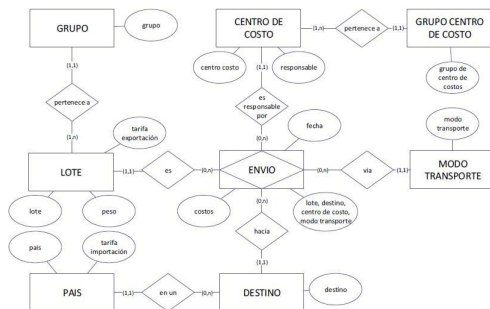 GRUPO
grupo
CENTRO DE
COSTO
(1,n)
pertenece a
(1,1)
GRUPO CENTRO
DE COSTO
(1,1)
centro costo
(1,1)
responsable
grupo de
centro de
costos
pertenece a
es
responsable
por
(1,n)
tarifa
exportación
(0,n)
fecha
modo
transporte
LOTE
(1,1)
es
(0,n)
ENVIO
(0,n)
via
(1,1)
MODO
TRANSPORTE
lote
peso
costos
(0,n)
lote, destino,
centro de costo,
modo transporte
pais
tarifa
importación
hacia
(1,1)
PAIS
(1,1)
en un
(0,n)
DESTINO
destino